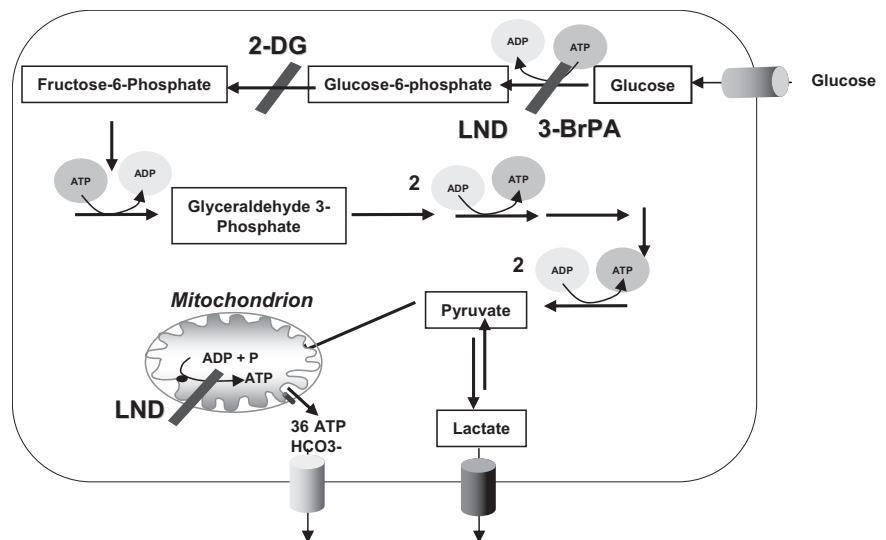 2-DG
ADP
ATP
Fructose-6-Phosphate
Glucose-6-phosphate
Glucose
Glucose
LND
3-BrPA
ATP
ADP
Glyceraldehyde 3-
Phosphate
2
ADP
ATP
2
ADP
ATP
Mitochondrion
Pyruvate
ADP + P
ATP
LND
36 ATP
HCO3-
Lactate